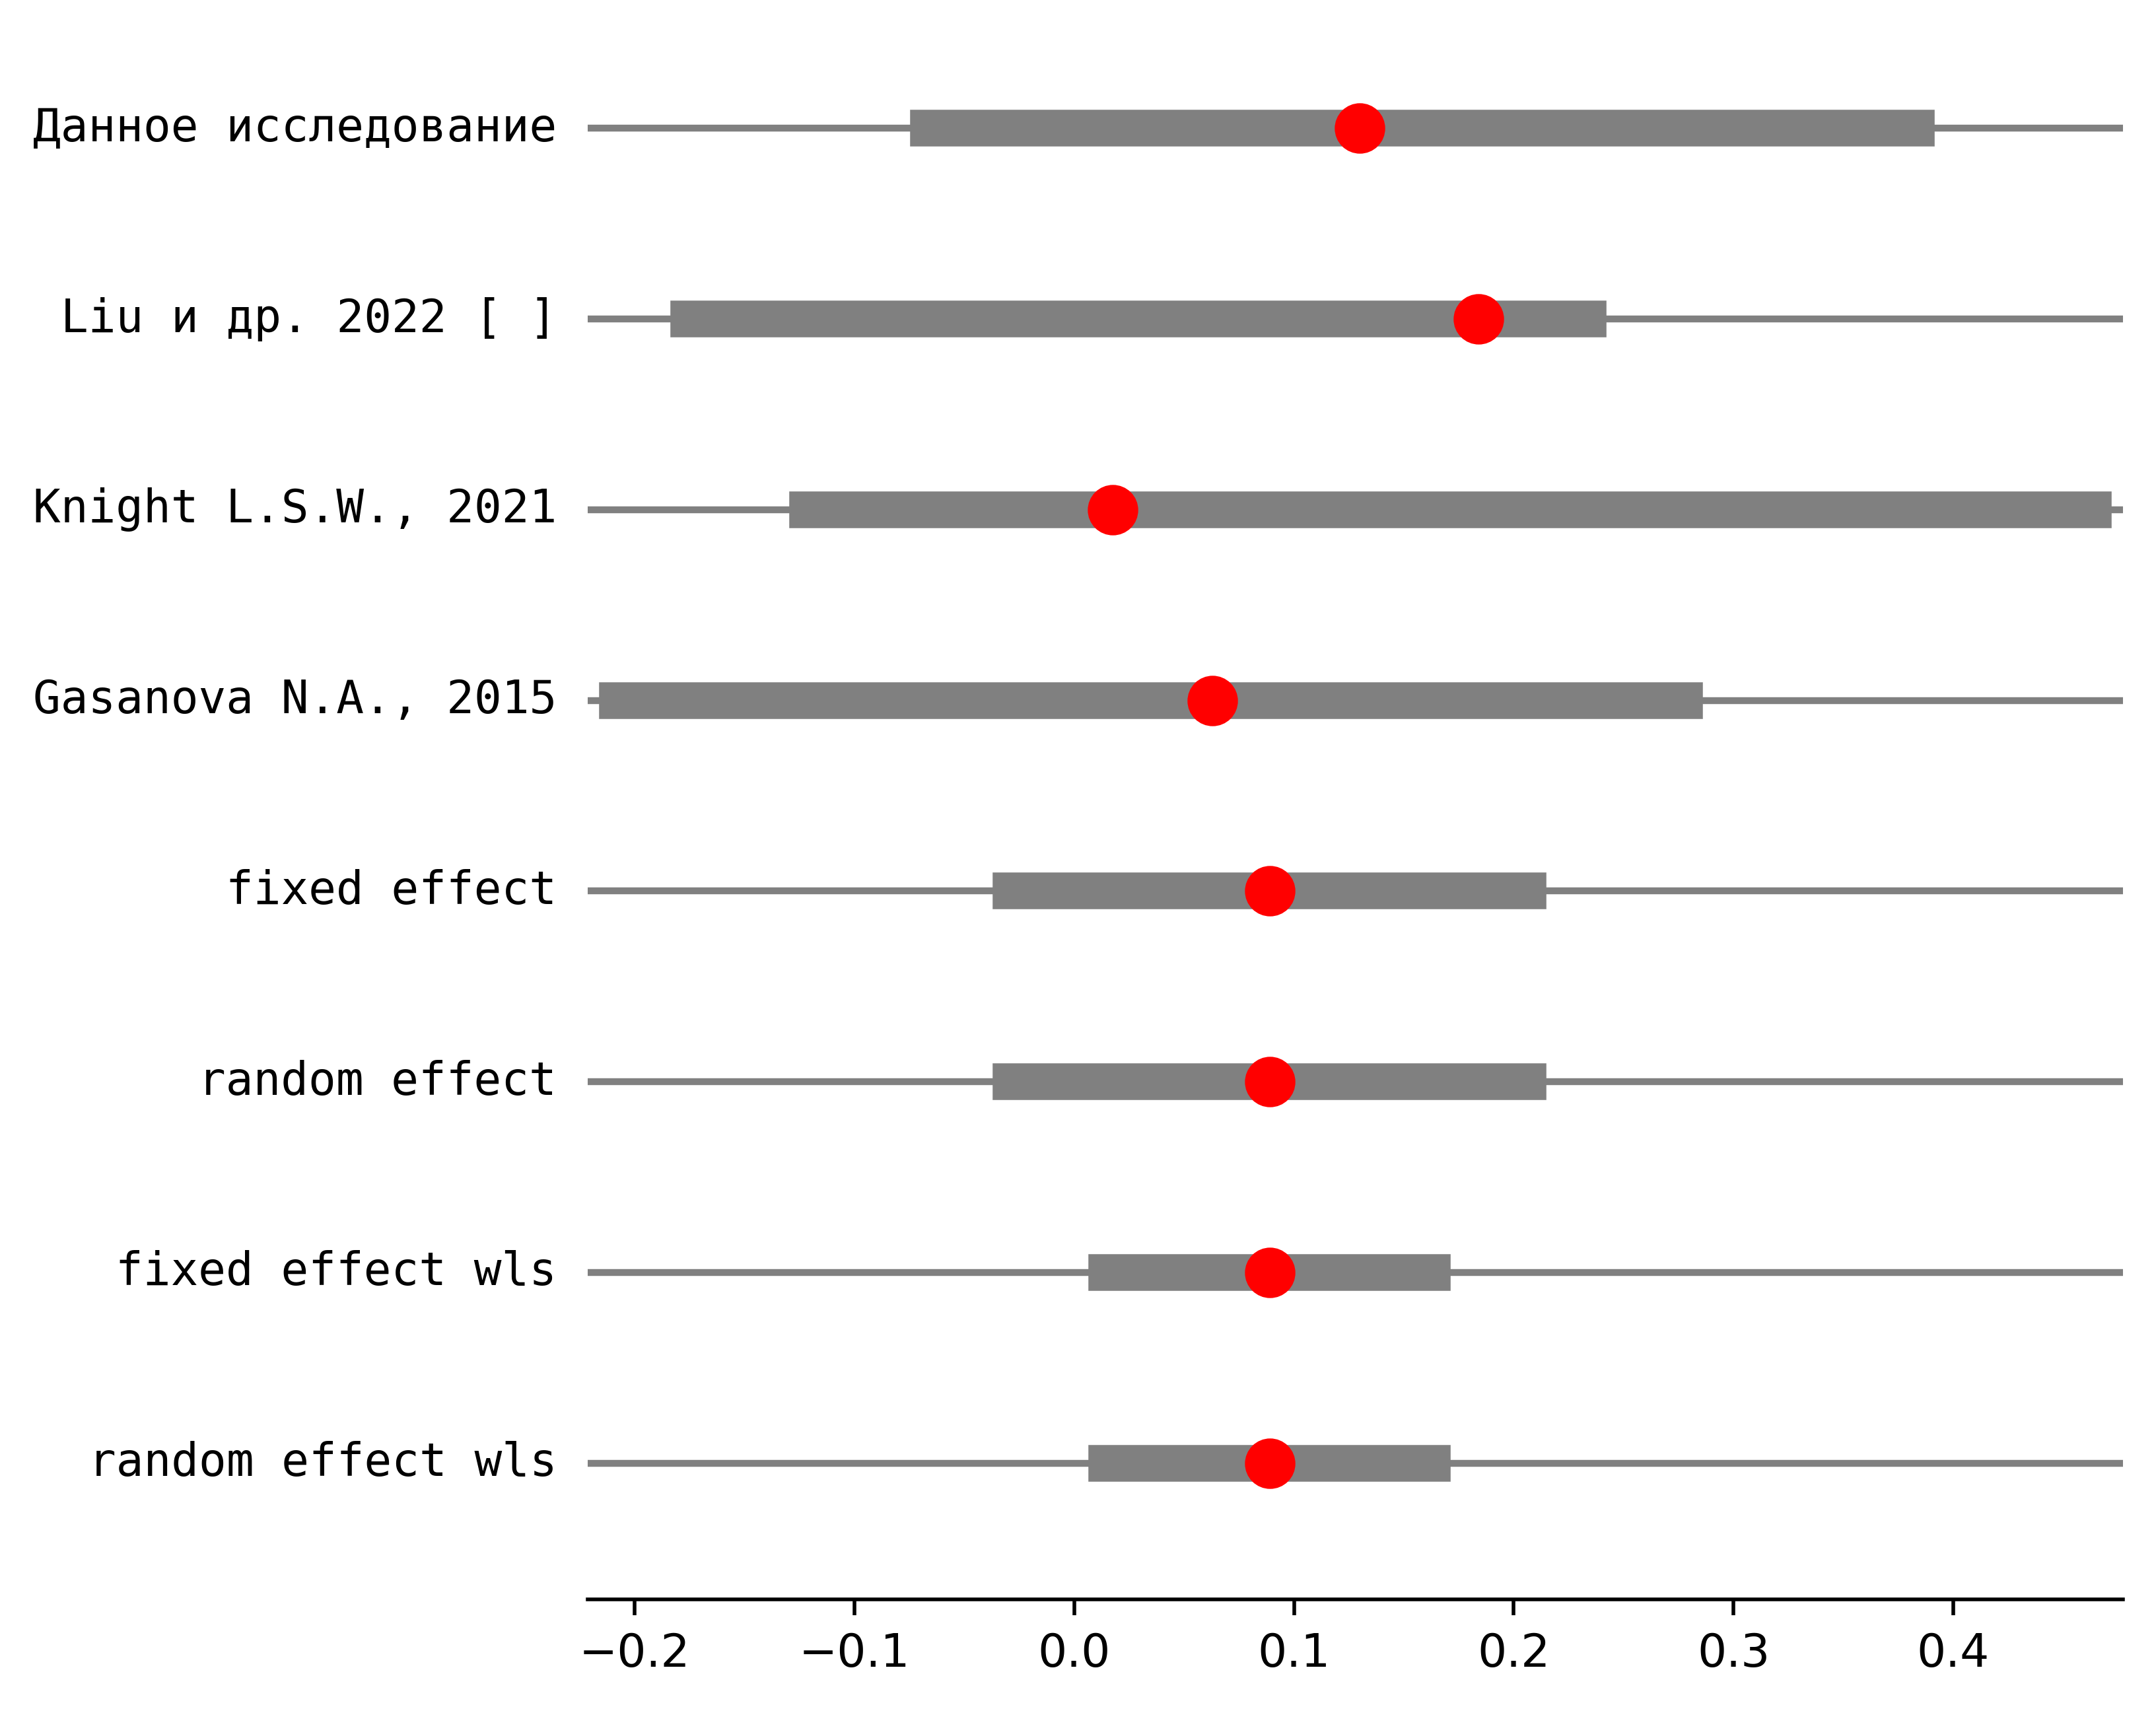 Данное исследование
Liu и др. 2022 [ ]
Knight L.S.W., 2021
Gasanova N.A., 2015
fixed effect
random effect
fixed effect wls
random effect wls
−0.2 −0.1 0.0 0.1 0.2 0.3 0.4